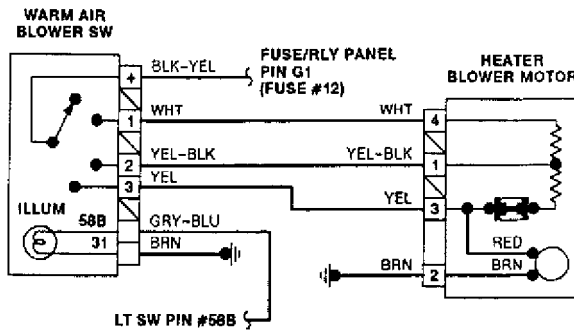 WARM AIR
BLOWER SW
FUSE/RLY PANEL
PIN G1
(FUSE #12)
HEATER
BLOWER MOTOR
+
BLK-YEL
1
WHT
WHT
4
2
YEL-BLK
YEL-BLK
1
3
YEL
YEL
3
ILLUM
58B
GRY-BLU
31
BRN
RED
BRN
2
BRN
LT SW PIN #58B